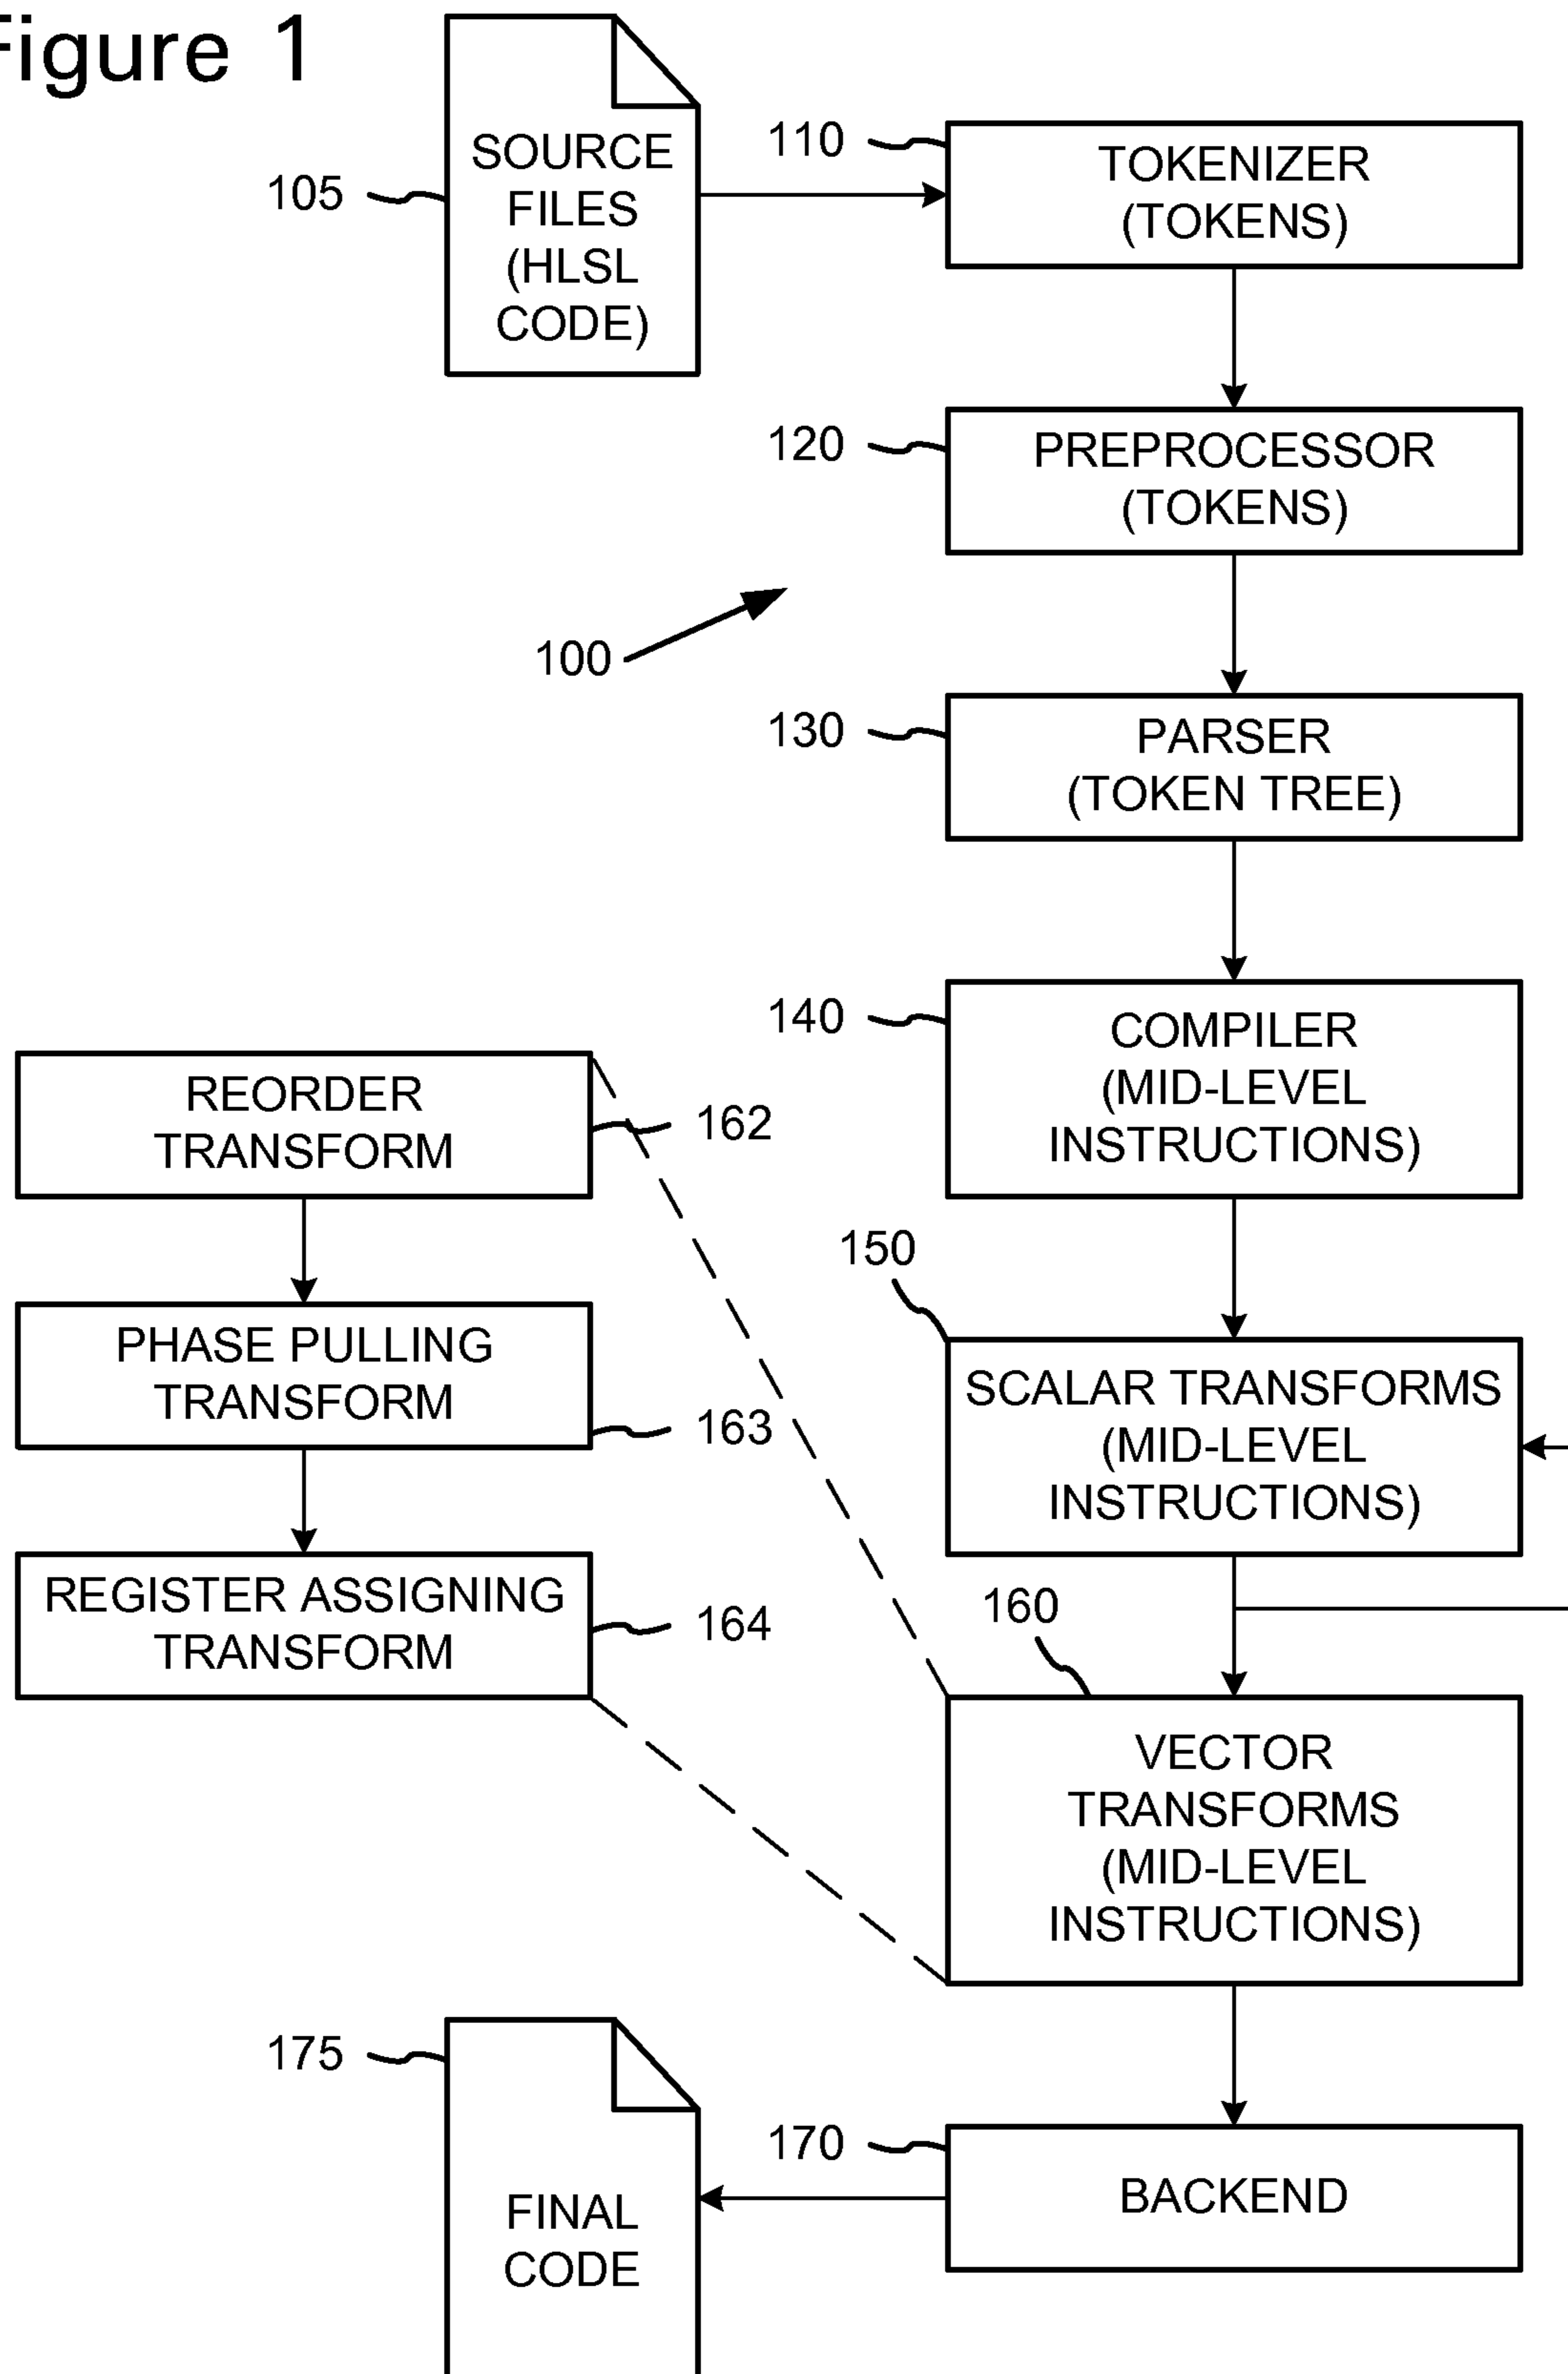 Figure 1
SOURCE
FILES
(HLSL
CODE)
105
110
TOKENIZER
(TOKENS)
120
PREPROCESSOR
(TOKENS)
100
130
PARSER
(TOKEN TREE)
140
COMPILER
(MID-LEVEL
INSTRUCTIONS)
REORDER
TRANSFORM
162
150
PHASE PULLING
TRANSFORM
163
SCALAR TRANSFORMS
(MID-LEVEL
INSTRUCTIONS)
REGISTER ASSIGNING
TRANSFORM
164
160
VECTOR
TRANSFORMS
(MID-LEVEL
INSTRUCTIONS)
175
170
BACKEND
FINAL
CODE